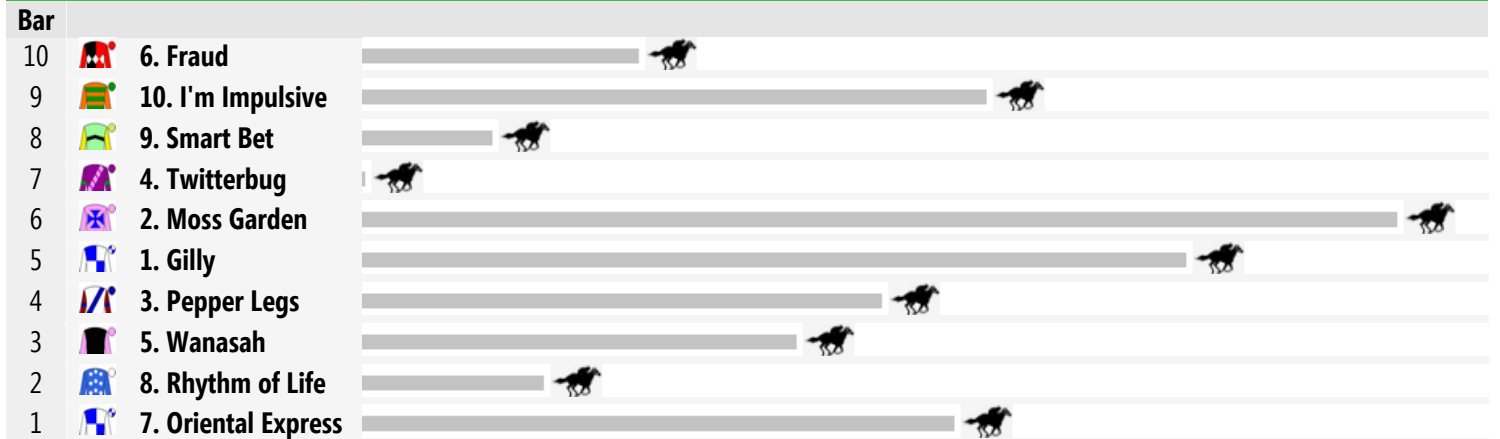 Bar
10 6. Fraud
9 10. I'm Impulsive
8 9. Smart Bet
7 4. Twitterbug
6 2. Moss Garden
5 1. Gilly
4 3. Pepper Legs
3 5. Wanasah
2 8. Rhythm of Life
1 7. Oriental Express